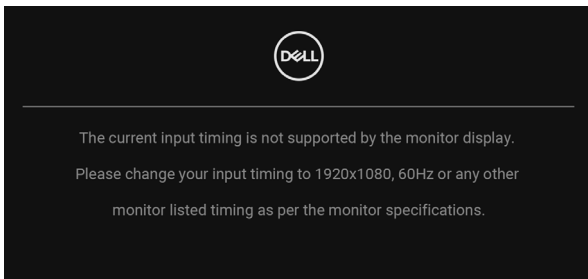 DELL
The current input timing is not supported by the monitor display.
Please change your input timing to 1920x1080, 60Hz or any other
monitor listed timing as per the monitor specifications.